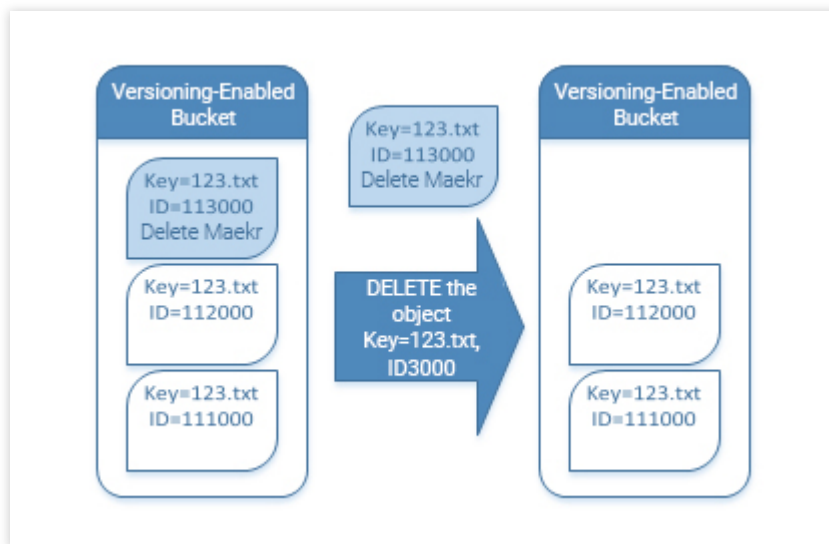 Versioning-Enabled
Bucket
Key=123.txt
ID=113000
Delete Maekr
Key=123.txt
ID=112000
Key=123.txt
ID=111000
Key=123.txt
ID=113000
Delete Maekr
DELETE the
object
Key=123.txt,
ID3000
Versioning-Enabled
Bucket
Key=123.txt
ID=112000
Key=123.txt
ID=111000